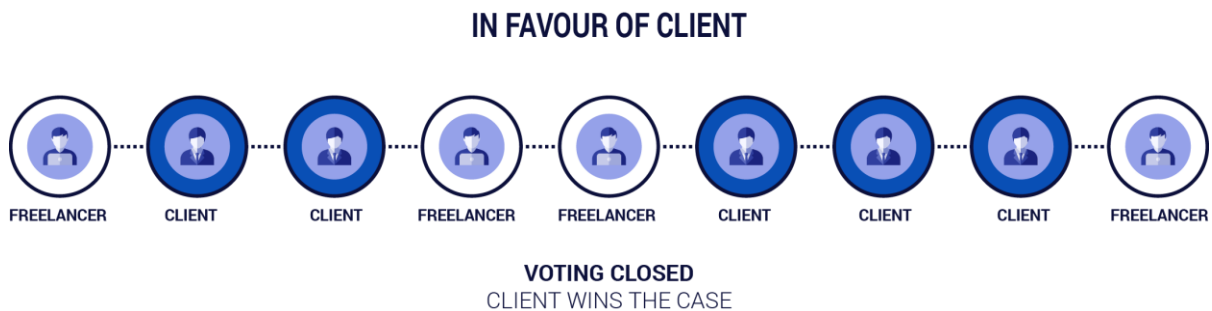 IN FAVOUR OF CLIENT
FREELANCER CLIENT CLIENT FREELANCER FREELANCER CLIENT CLIENT CLIENT FREELANCER
VOTING CLOSED
CLIENT WINS THE CASE